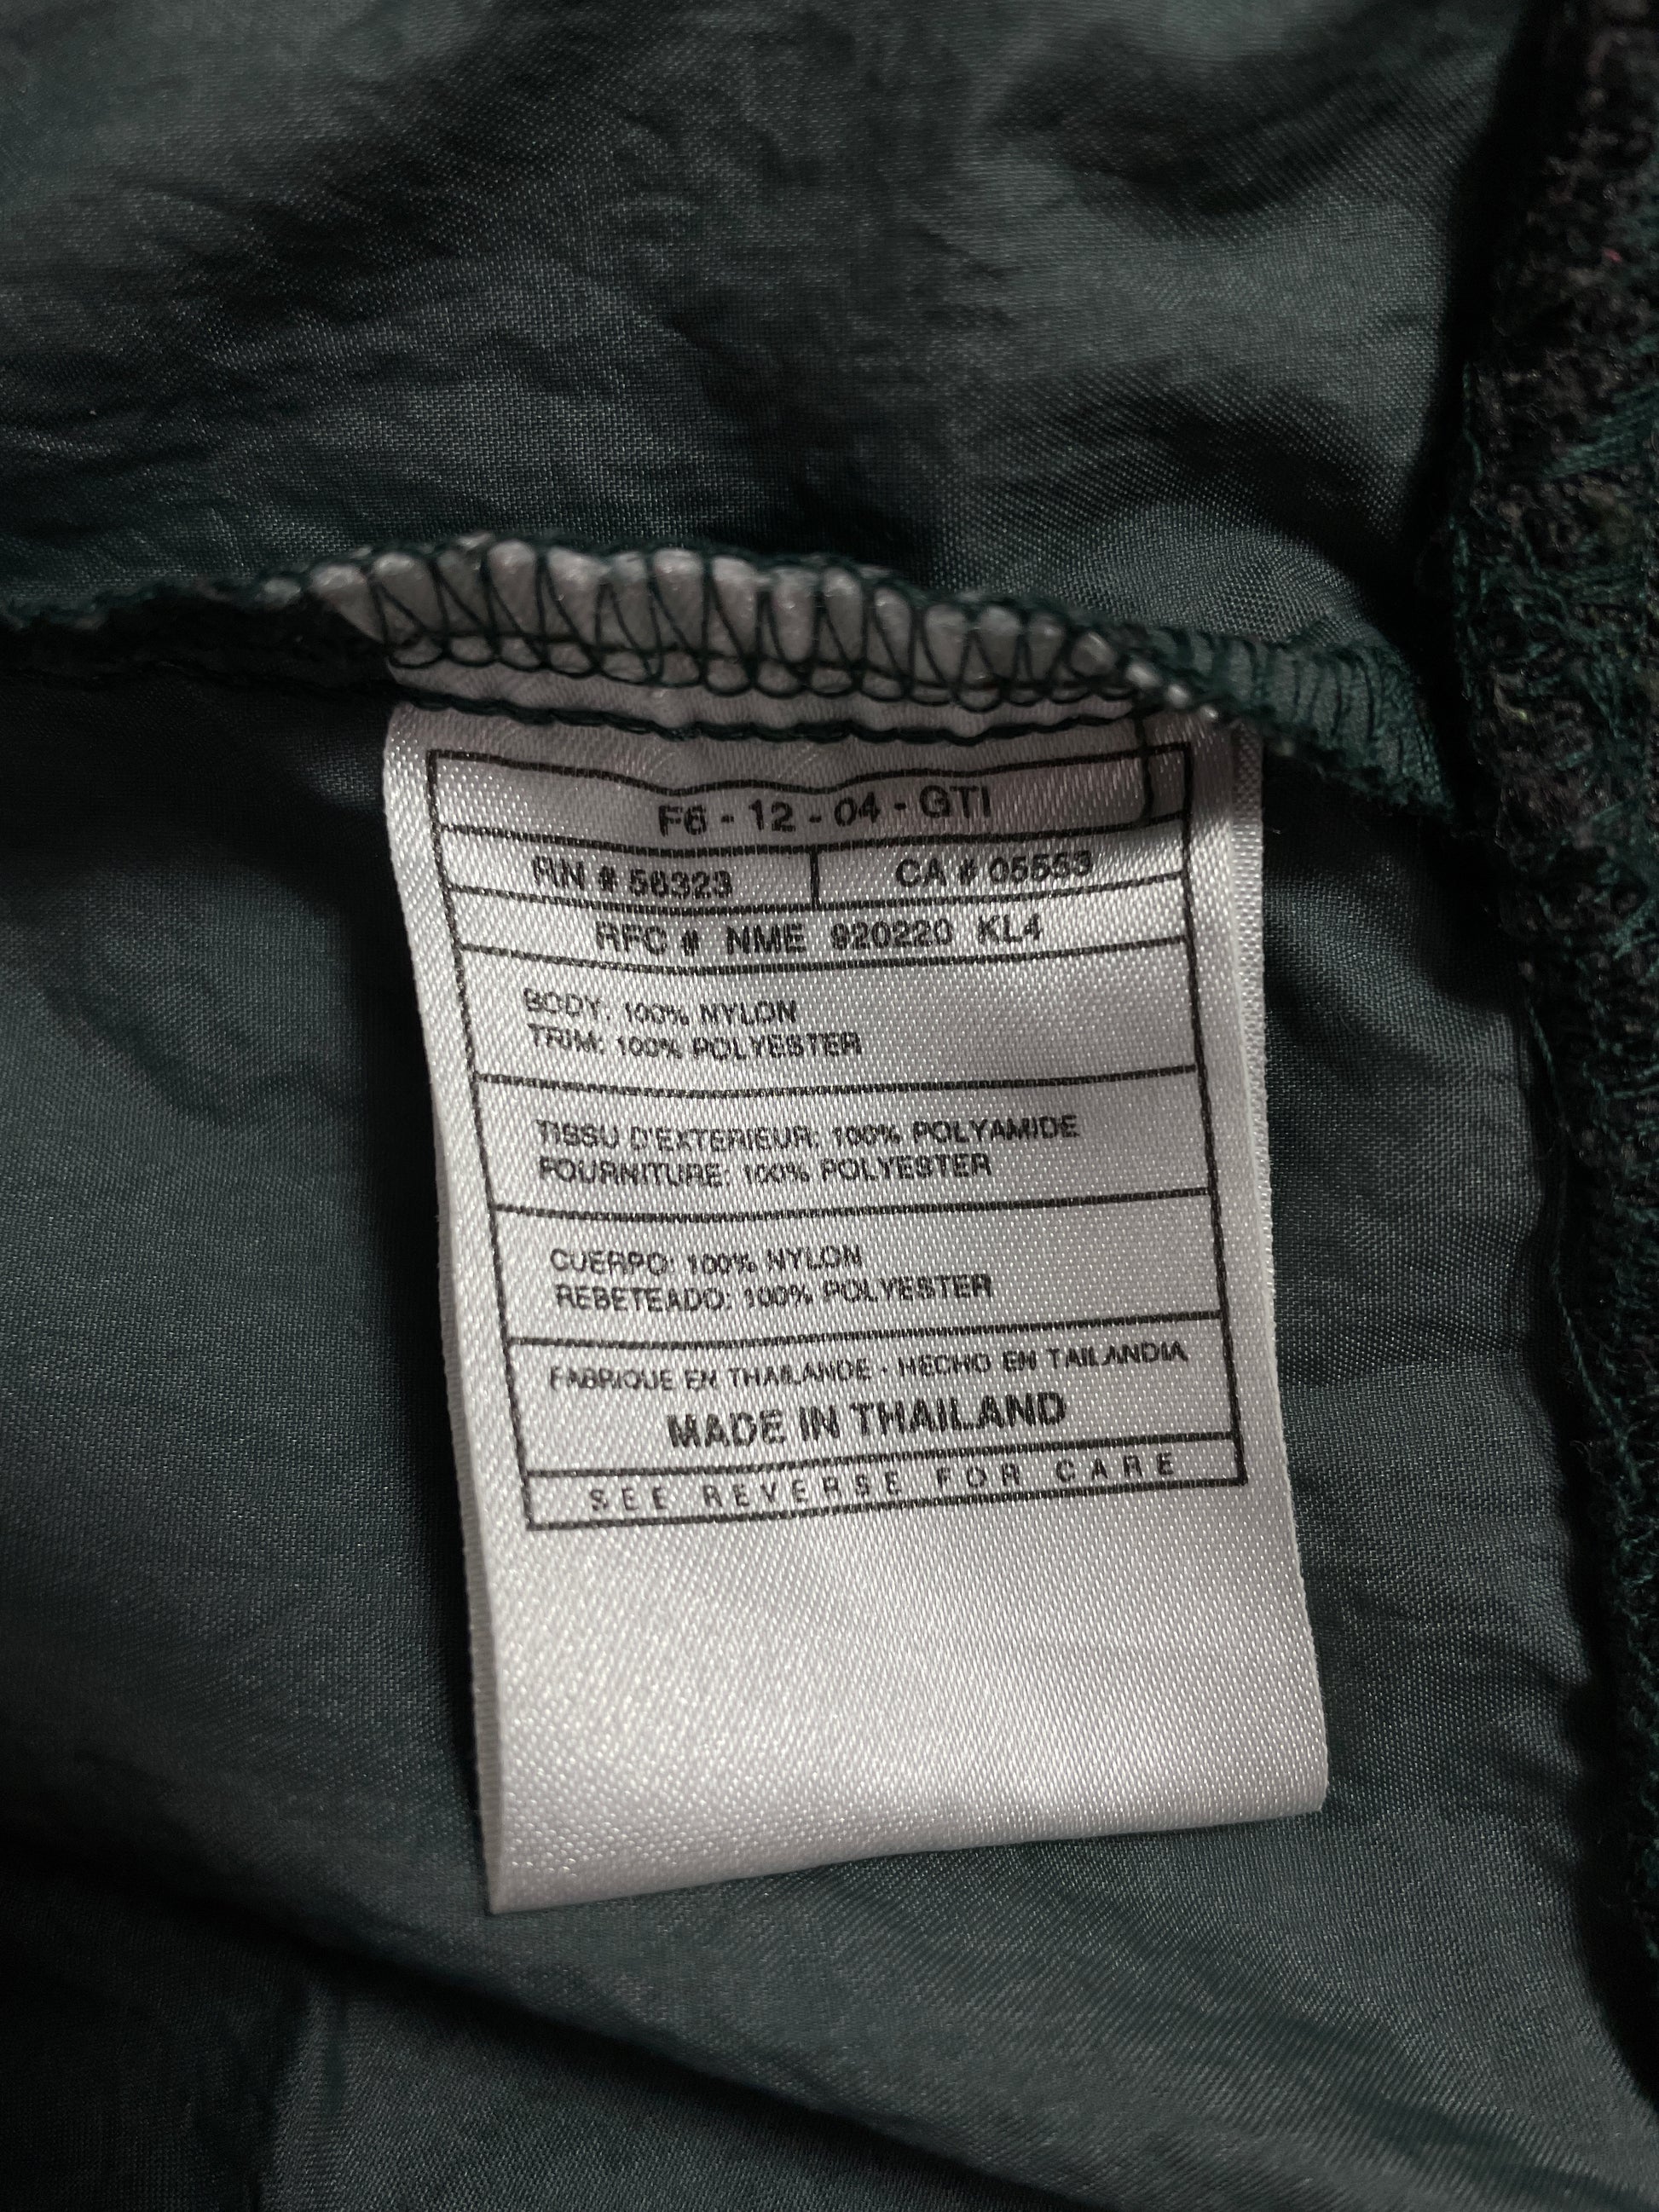 F6 - 12 - 04 - GTI
RN # 56323 CA # 05553
RFC # NME 920220 KL4
BODY: 100% NYLON
TRIM: 100% POLYESTER
TISSU D'EXTERIEUR: 100% POLYAMIDE
FOURNITURE: 100% POLYESTER
CUERPO: 100% NYLON
REBETEADO: 100% POLYESTER
FABRIQUE EN THAILANDE - HECHO EN TAILANDIA
MADE IN THAILAND
SEE REVERSE FOR CARE